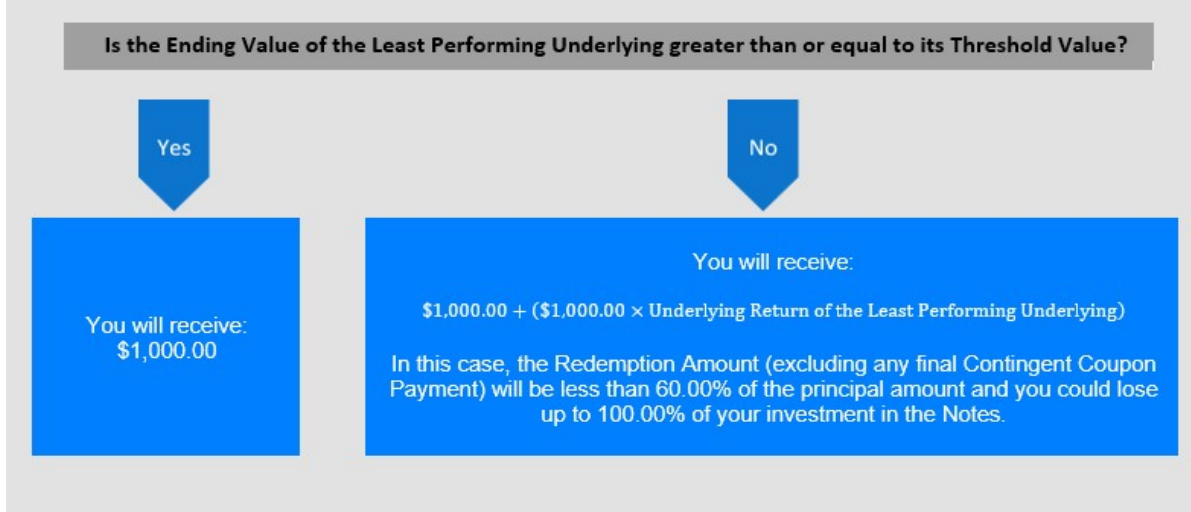 Is the Ending Value of the Least Performing Underlying greater than or equal to its Threshold Value?
Yes
No
You will receive:
$1,000.00
You will receive:
$1,000.00 + ($1,000.00 × Underlying Return of the Least Performing Underlying)
In this case, the Redemption Amount (excluding any final Contingent Coupon
Payment) will be less than 60.00% of the principal amount and you could lose
up to 100.00% of your investment in the Notes.